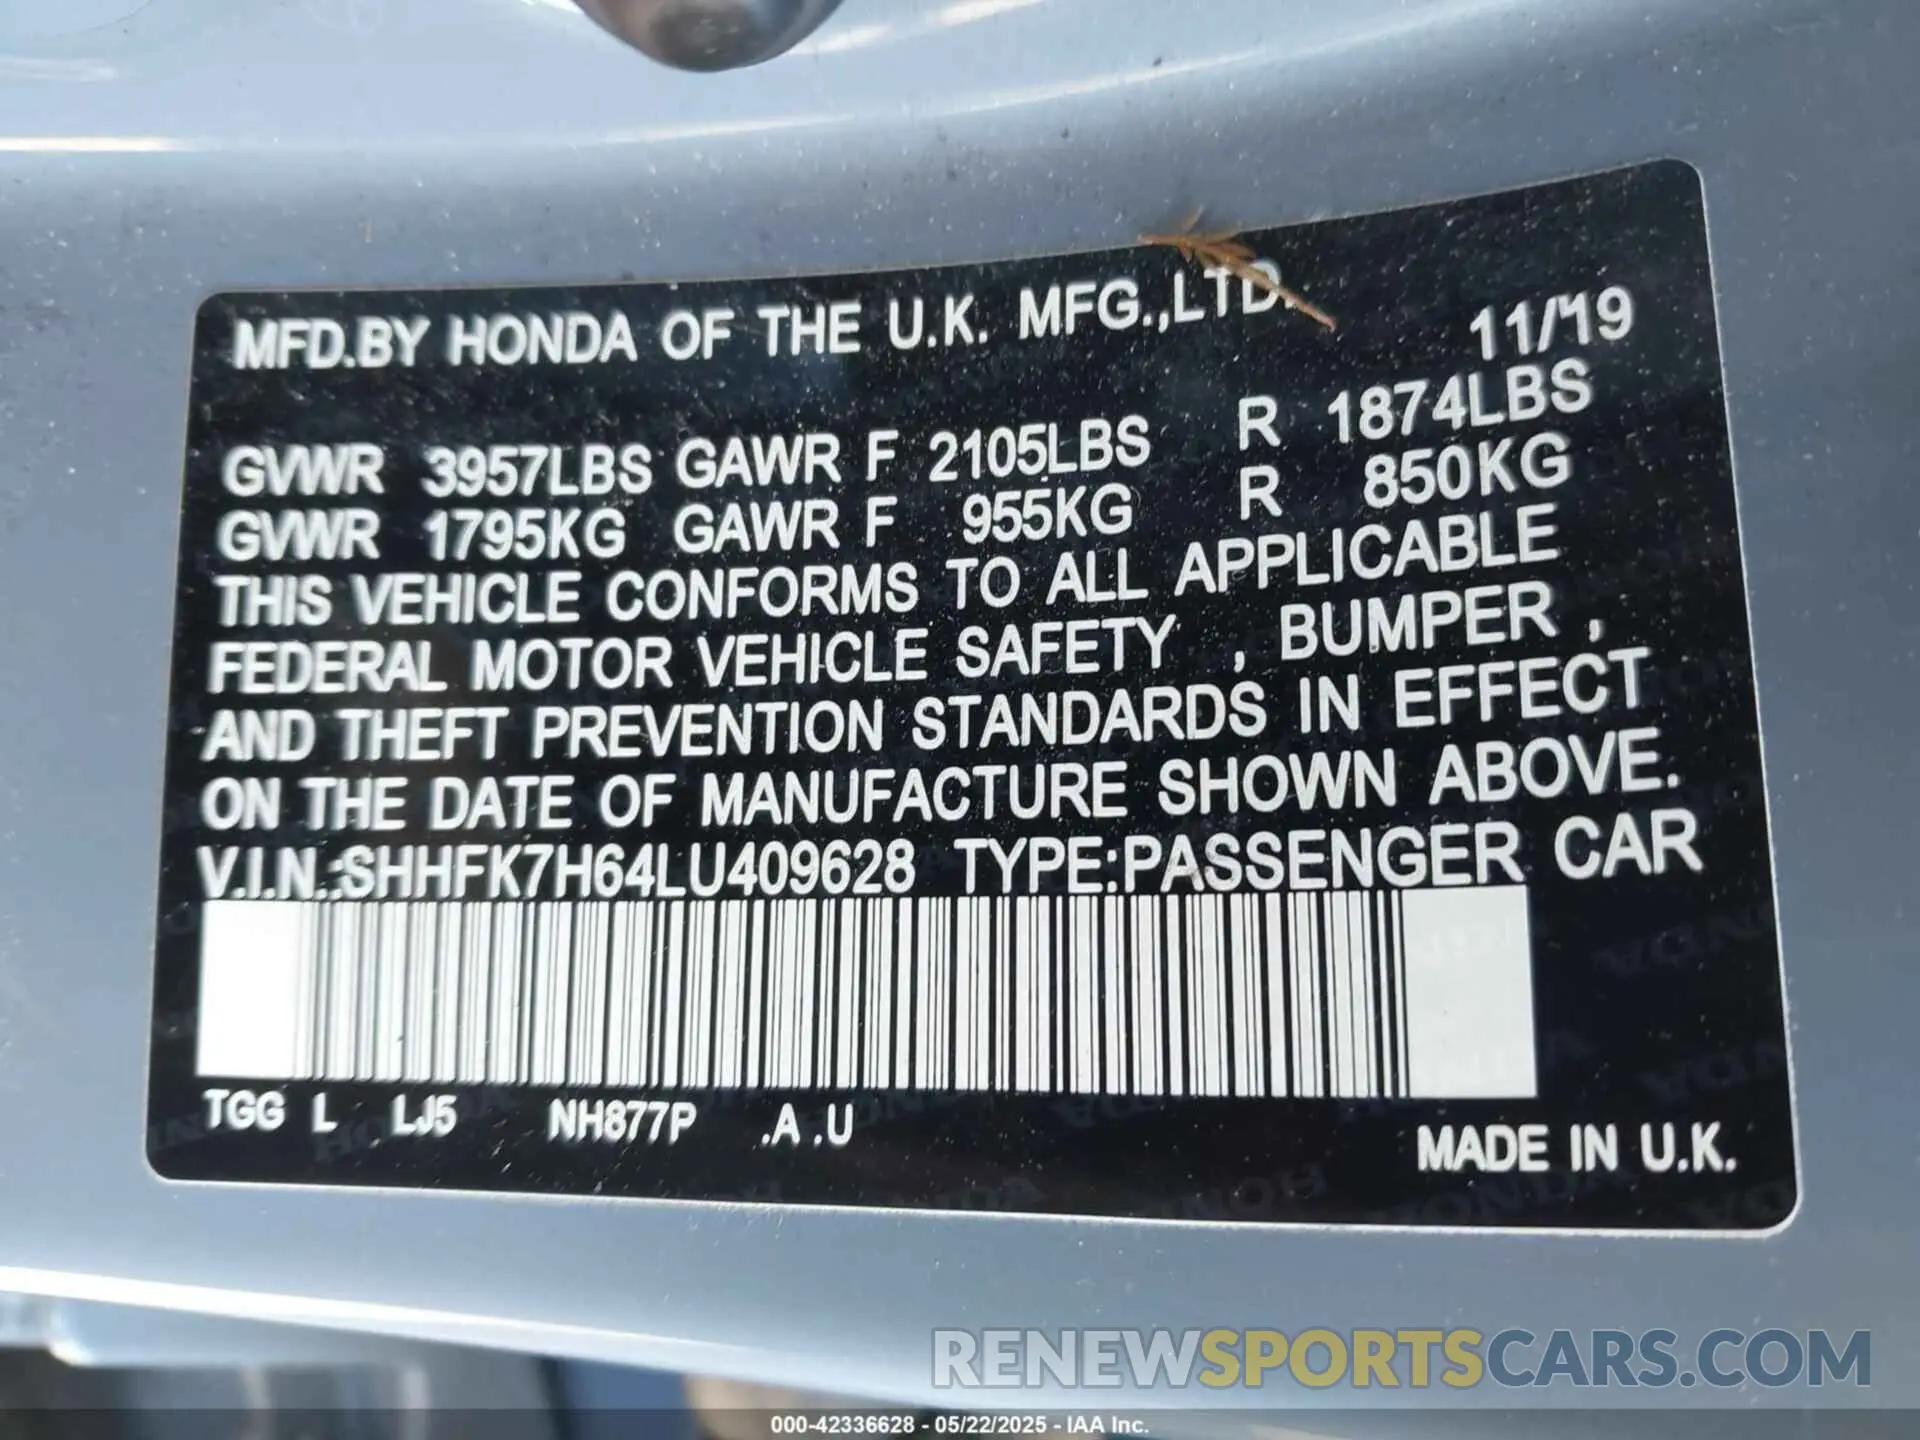 MFD.BY HONDA OF THE U.K. MFG.,LTD. 11/'19
GVWR 3957LBS GAWR F 2105LBS R 1874LBS
GVWR 1795KG GAWR F 955KG R 850KG
THIS VEHICLE CONFORMS TO ALL APPLICABLE
FEDERAL MOTOR VEHICLE SAFETY , BUMPER ,
AND THEFT PREVENTION STANDARDS IN EFFECT
ON THE DATE OF MANUFACTURE SHOWN ABOVE.
V.I.N.:SHHFK7H64LU409628 TYPE:PASSENGER CAR
TGG L LJ5 NH877P .A .U
MADE IN U.K.
RENEWSPORTSCARS.COM
000-42336628 - 05/22/2025 - IAA Inc.